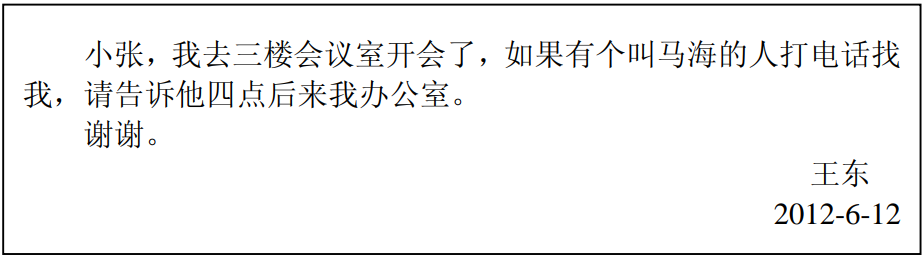 小张，我去三楼会议室开会了，如果有个叫马海的人打电话找
我，请告诉他四点后来我办公室。
谢谢。
王东
2012-6-12